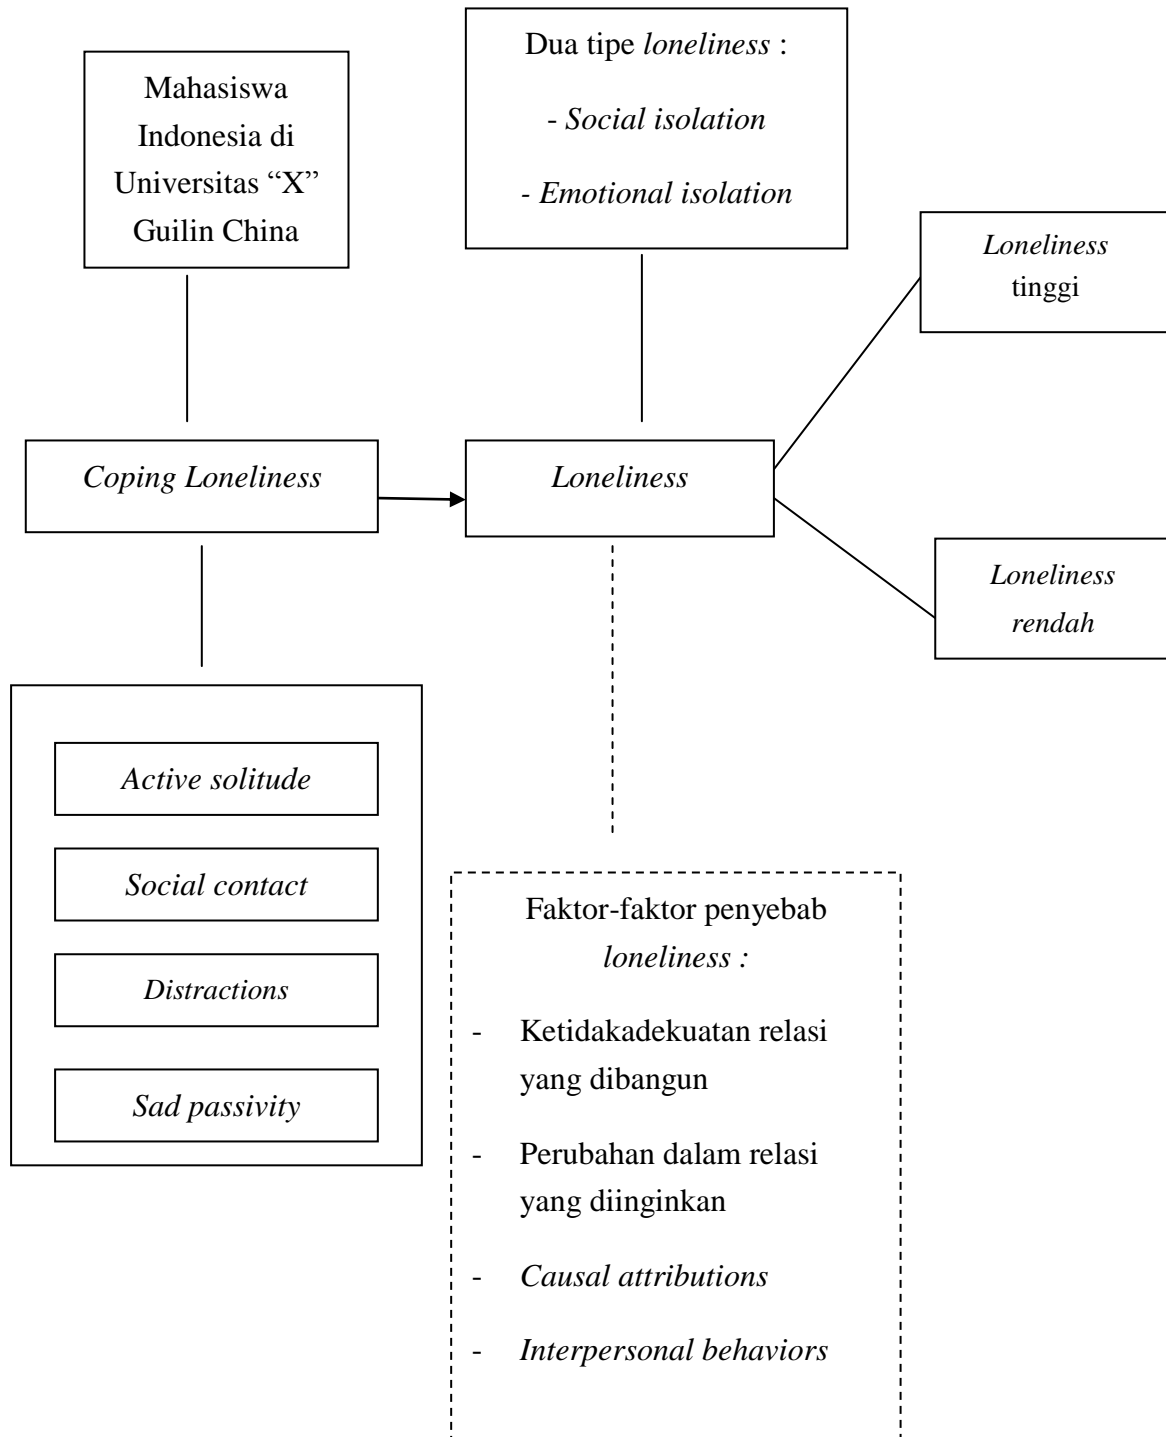 Mahasiswa
Indonesia di
Universitas “X”
Guilin China
Dua tipe loneliness :
- Social isolation
- Emotional isolation
Loneliness
tinggi
Coping Loneliness
Loneliness
Loneliness
rendah
Active solitude
Social contact
Distractions
Sad passivity
Faktor-faktor penyebab
loneliness :
- Ketidakadekuatan relasi
yang dibangun
- Perubahan dalam relasi
yang diinginkan
- Causal attributions
- Interpersonal behaviors